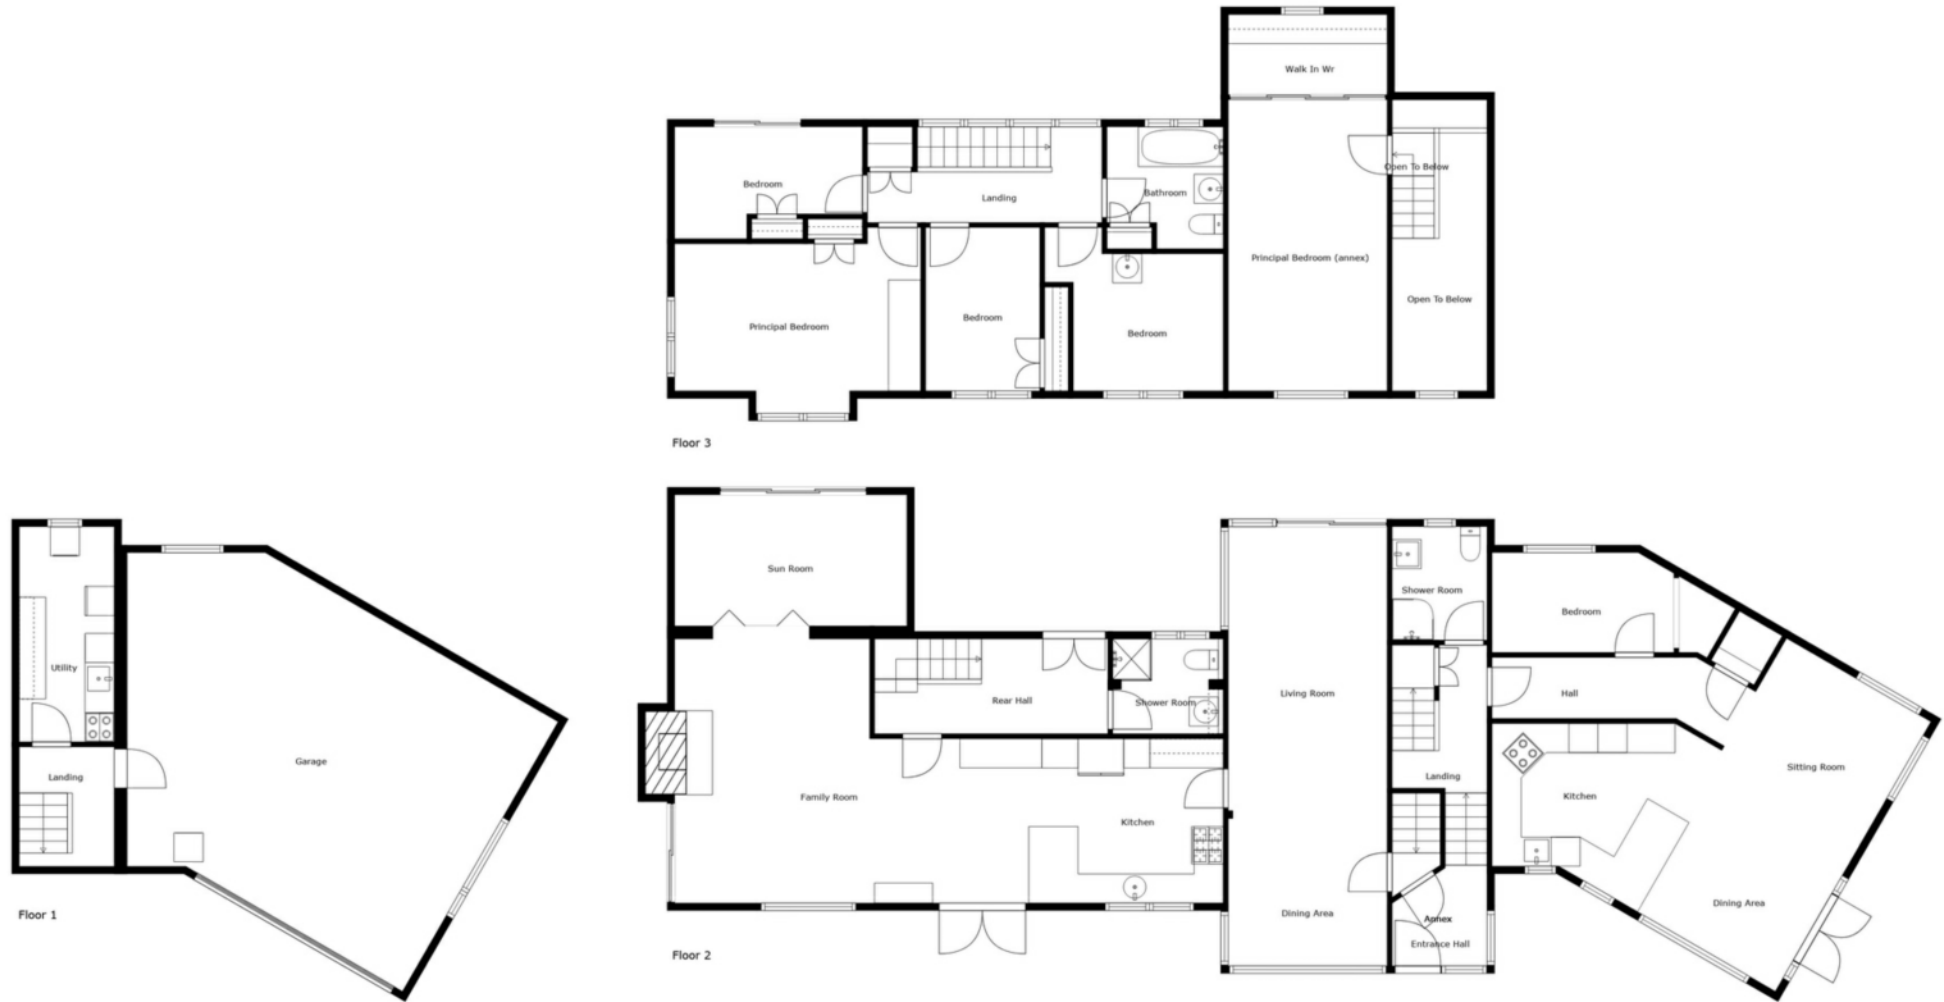 Walk In Wr
Open To Below
Bedroom
Landing
Bathroom
Principal Bedroom (annex)
Open To Below
Principal Bedroom
Bedroom
Bedroom
Floor 3
Sun Room
Shower Room
Bedroom
Utility
Living Room
Hall
Rear Hall
Shower Room
Landing
Garage
Landing
Sitting Room
Family Room
Kitchen
Kitchen
Dining Area
Floor 1
Dining Area
Annex
Entrance Hall
Floor 2